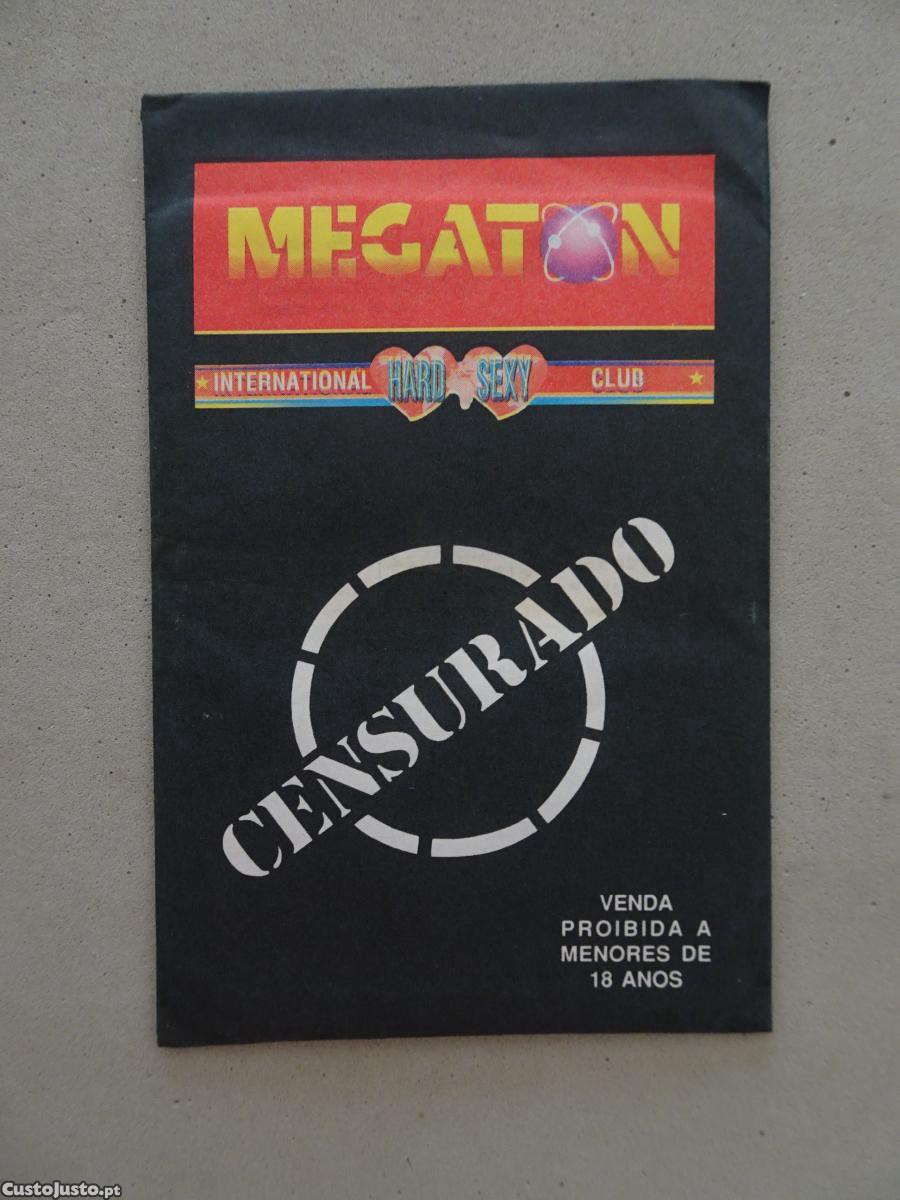 MEGATON
INTERNATIONAL HARD SEXY CLUB
CENSURADO
VENDA
PROIBIDA A
MENORES DE
18 ANOS
CustoJusto.pt